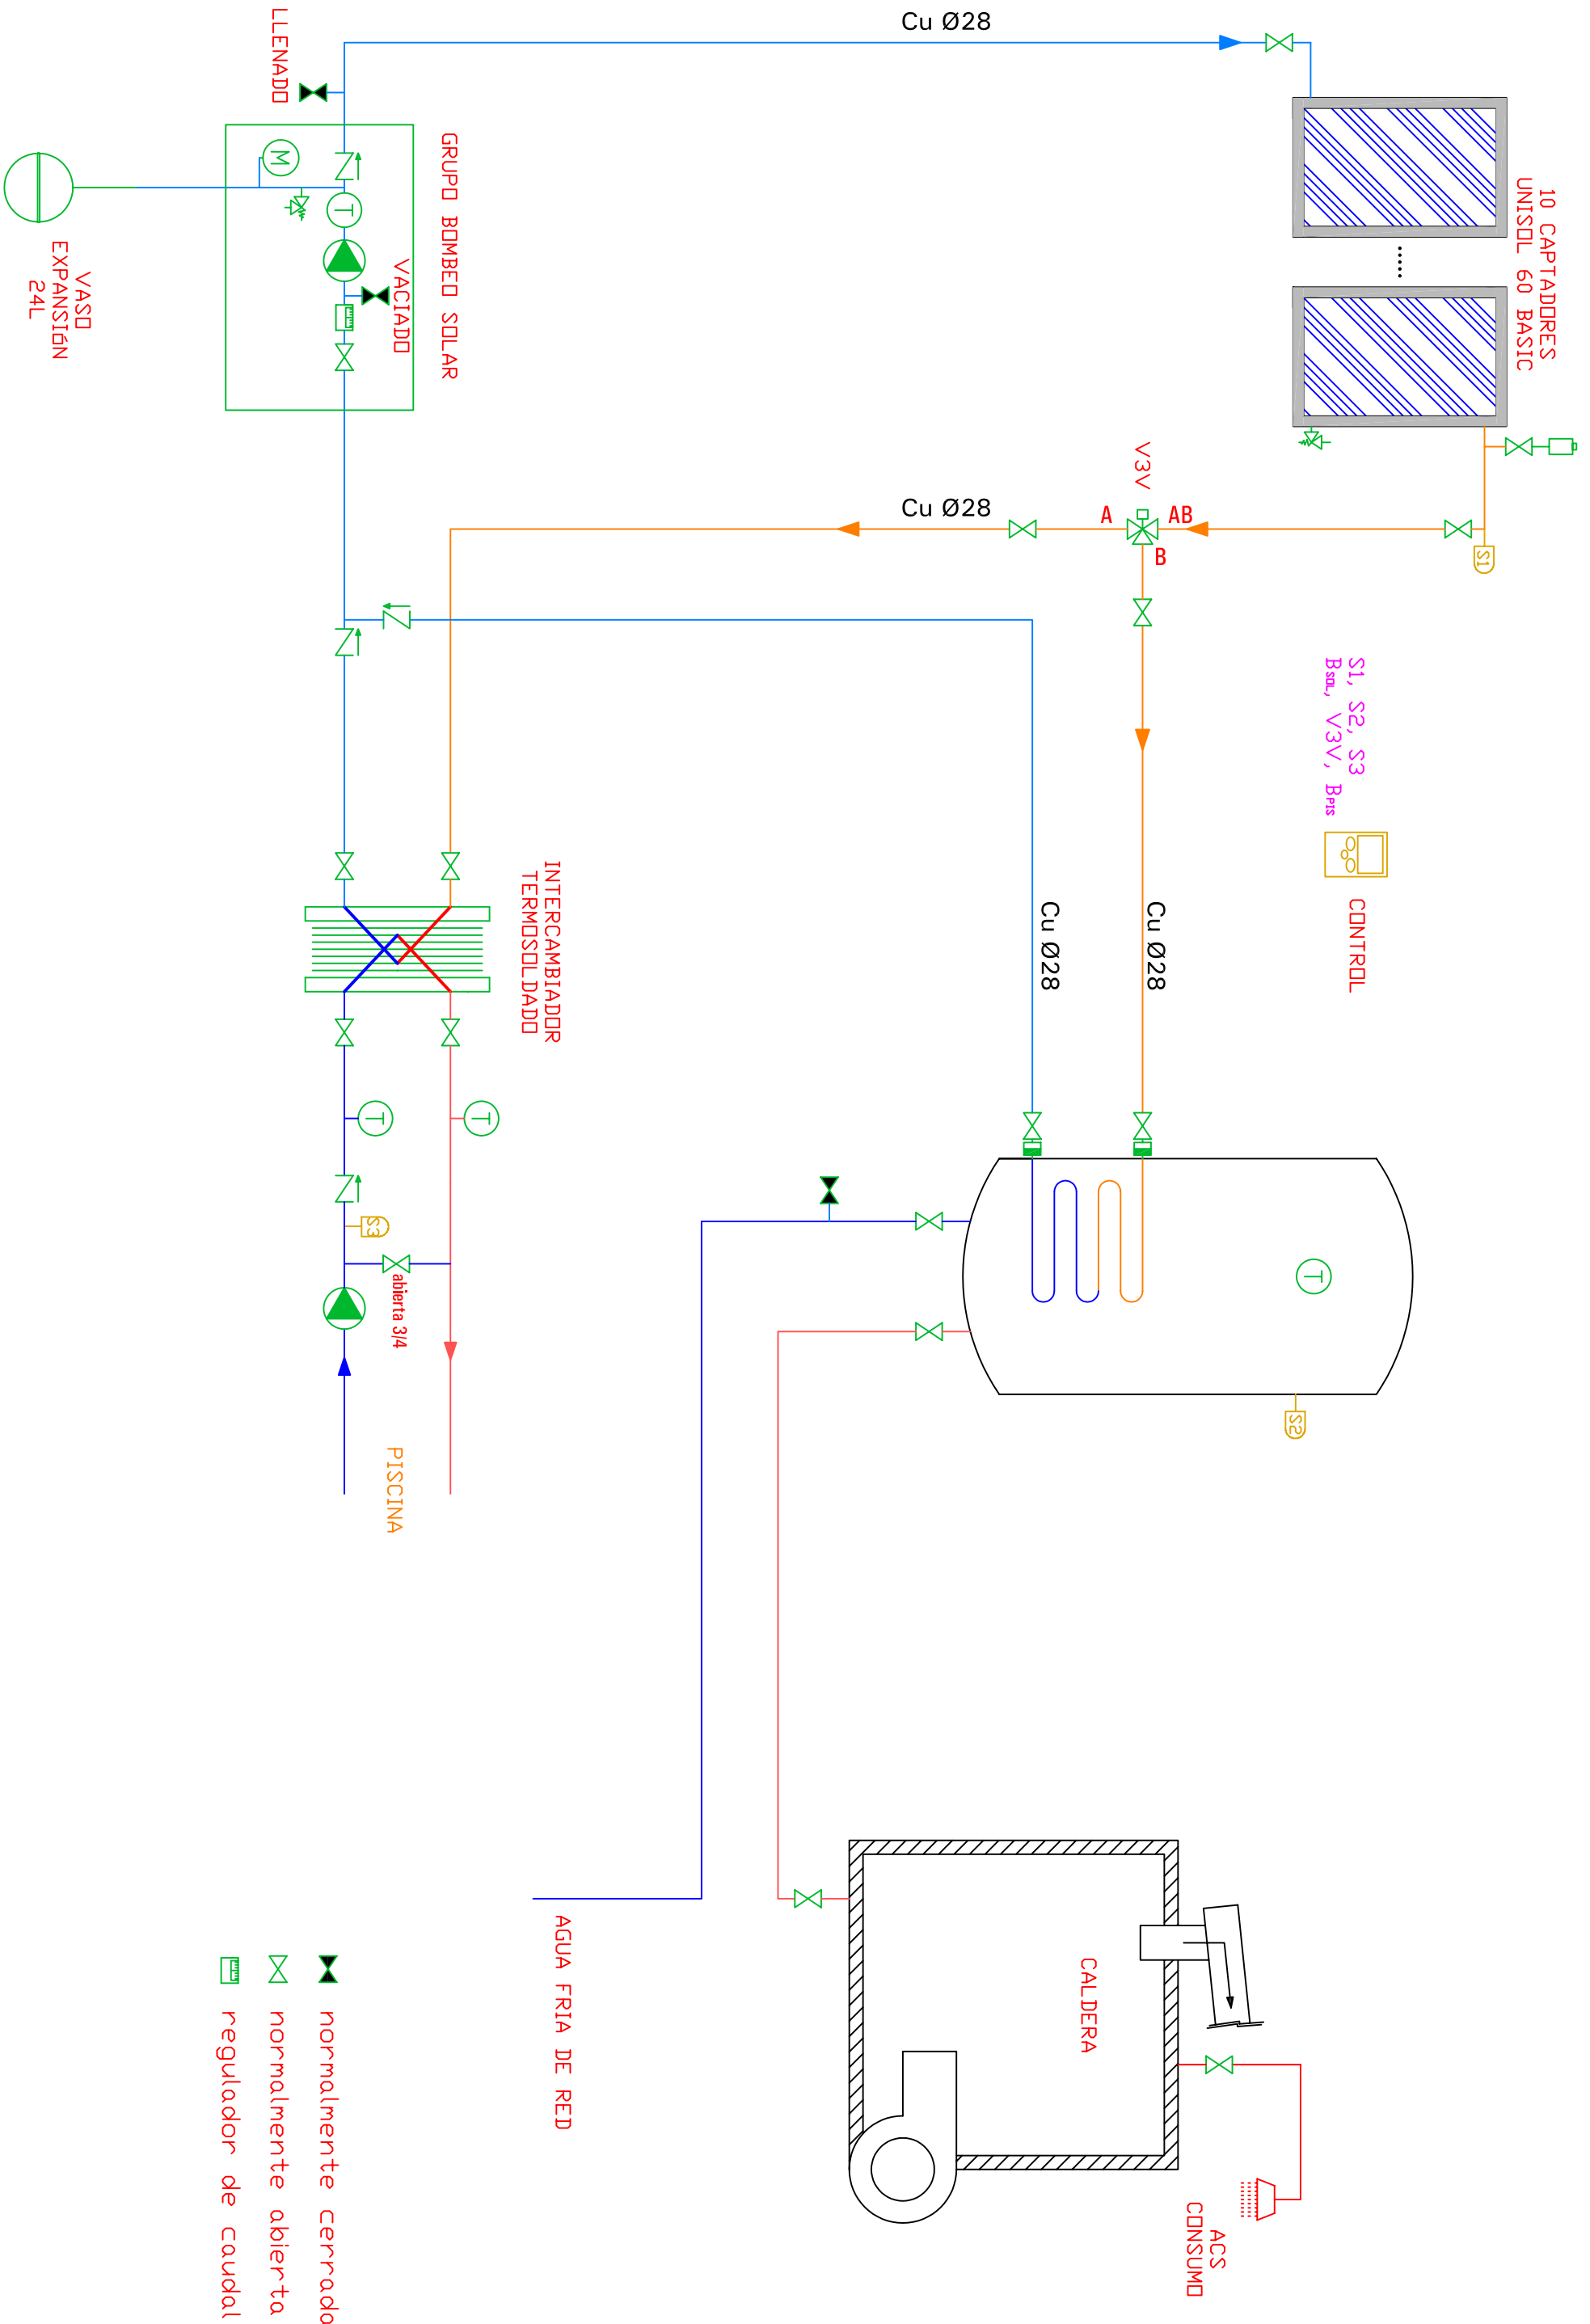 Cu Ø28
LLENADO
GRUPO BOMBEO SOLAR
M
T
VACIADO
VASO
EXPANSIÓN
24L
10 CAPTADORES
UNISOL 60 BASIC
V3V
A
AB
B
Cu Ø28
S1
S1, S2, S3
BSOL, V3V, BPIS
CONTROL
Cu Ø28
Cu Ø28
INTERCAMBIADOR
TERMOSOLDADO
T
T
S3
abierta 3/4
PISCINA
T
S2
AGUA FRIA DE RED
CALDERA
ACS
CONSUMO
normalmente cerrada
normalmente abierta
regulador de caudal